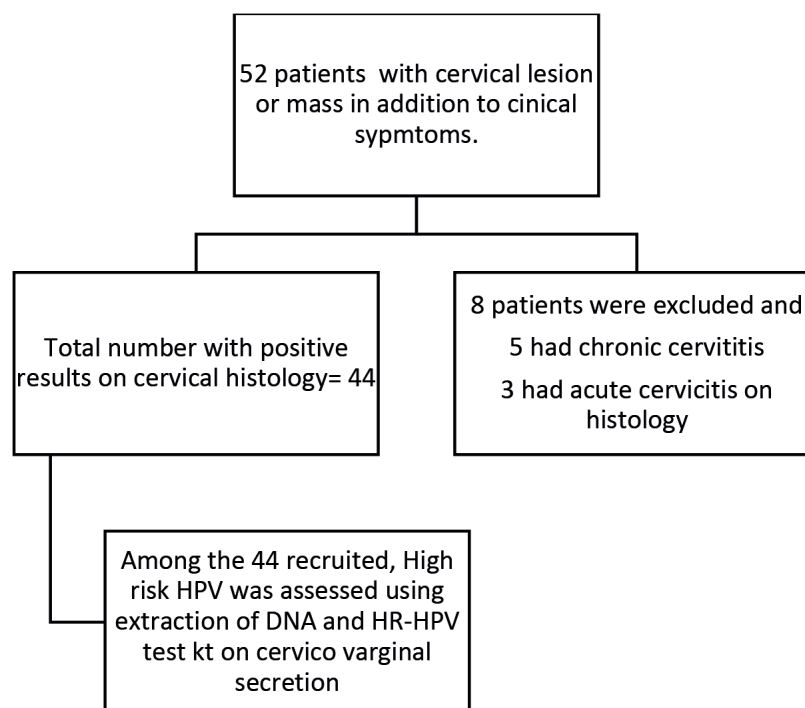 52 patients with cervical lesion
or mass in addition to cinical
sypmtoms.
Total number with positive
results on cervical histology= 44
8 patients were excluded and
5 had chronic cervititis
3 had acute cervicitis on
histology
Among the 44 recruited, High
risk HPV was assessed using
extraction of DNA and HR-HPV
test kt on cervico varginal
secretion